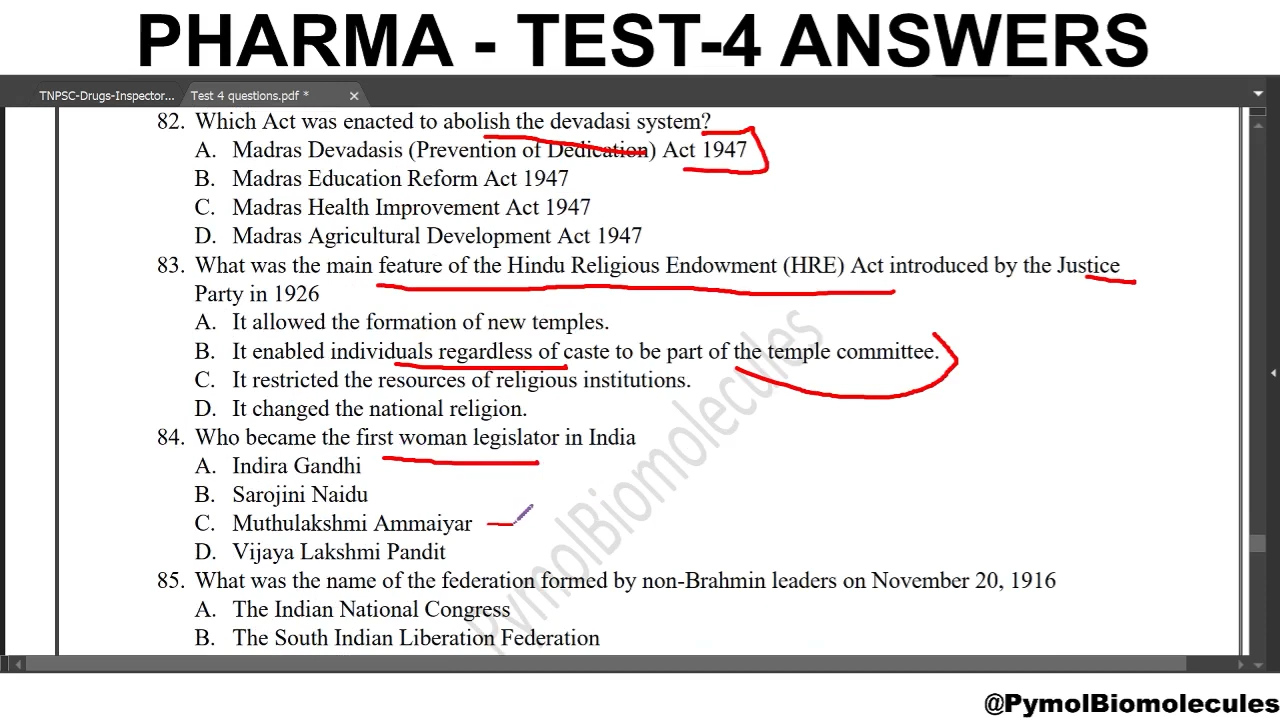 PHARMA - TEST-4 ANSWERS
TNPSC-Drugs-Inspector... Test 4 questions.pdf *
82. Which Act was enacted to abolish the devadasi system?
A. Madras Devadasis (Prevention of Dedication) Act 1947
B. Madras Education Reform Act 1947
C. Madras Health Improvement Act 1947
D. Madras Agricultural Development Act 1947
83. What was the main feature of the Hindu Religious Endowment (HRE) Act introduced by the Justice
Party in 1926
A. It allowed the formation of new temples.
B. It enabled individuals regardless of caste to be part of the temple committee.
C. It restricted the resources of religious institutions.
D. It changed the national religion.
84. Who became the first woman legislator in India
A. Indira Gandhi
B. Sarojini Naidu
C. Muthulakshmi Ammaiyar
D. Vijaya Lakshmi Pandit
85. What was the name of the federation formed by non-Brahmin leaders on November 20, 1916
A. The Indian National Congress
B. The South Indian Liberation Federation
PymolBiomolecules
@PymolBiomolecules